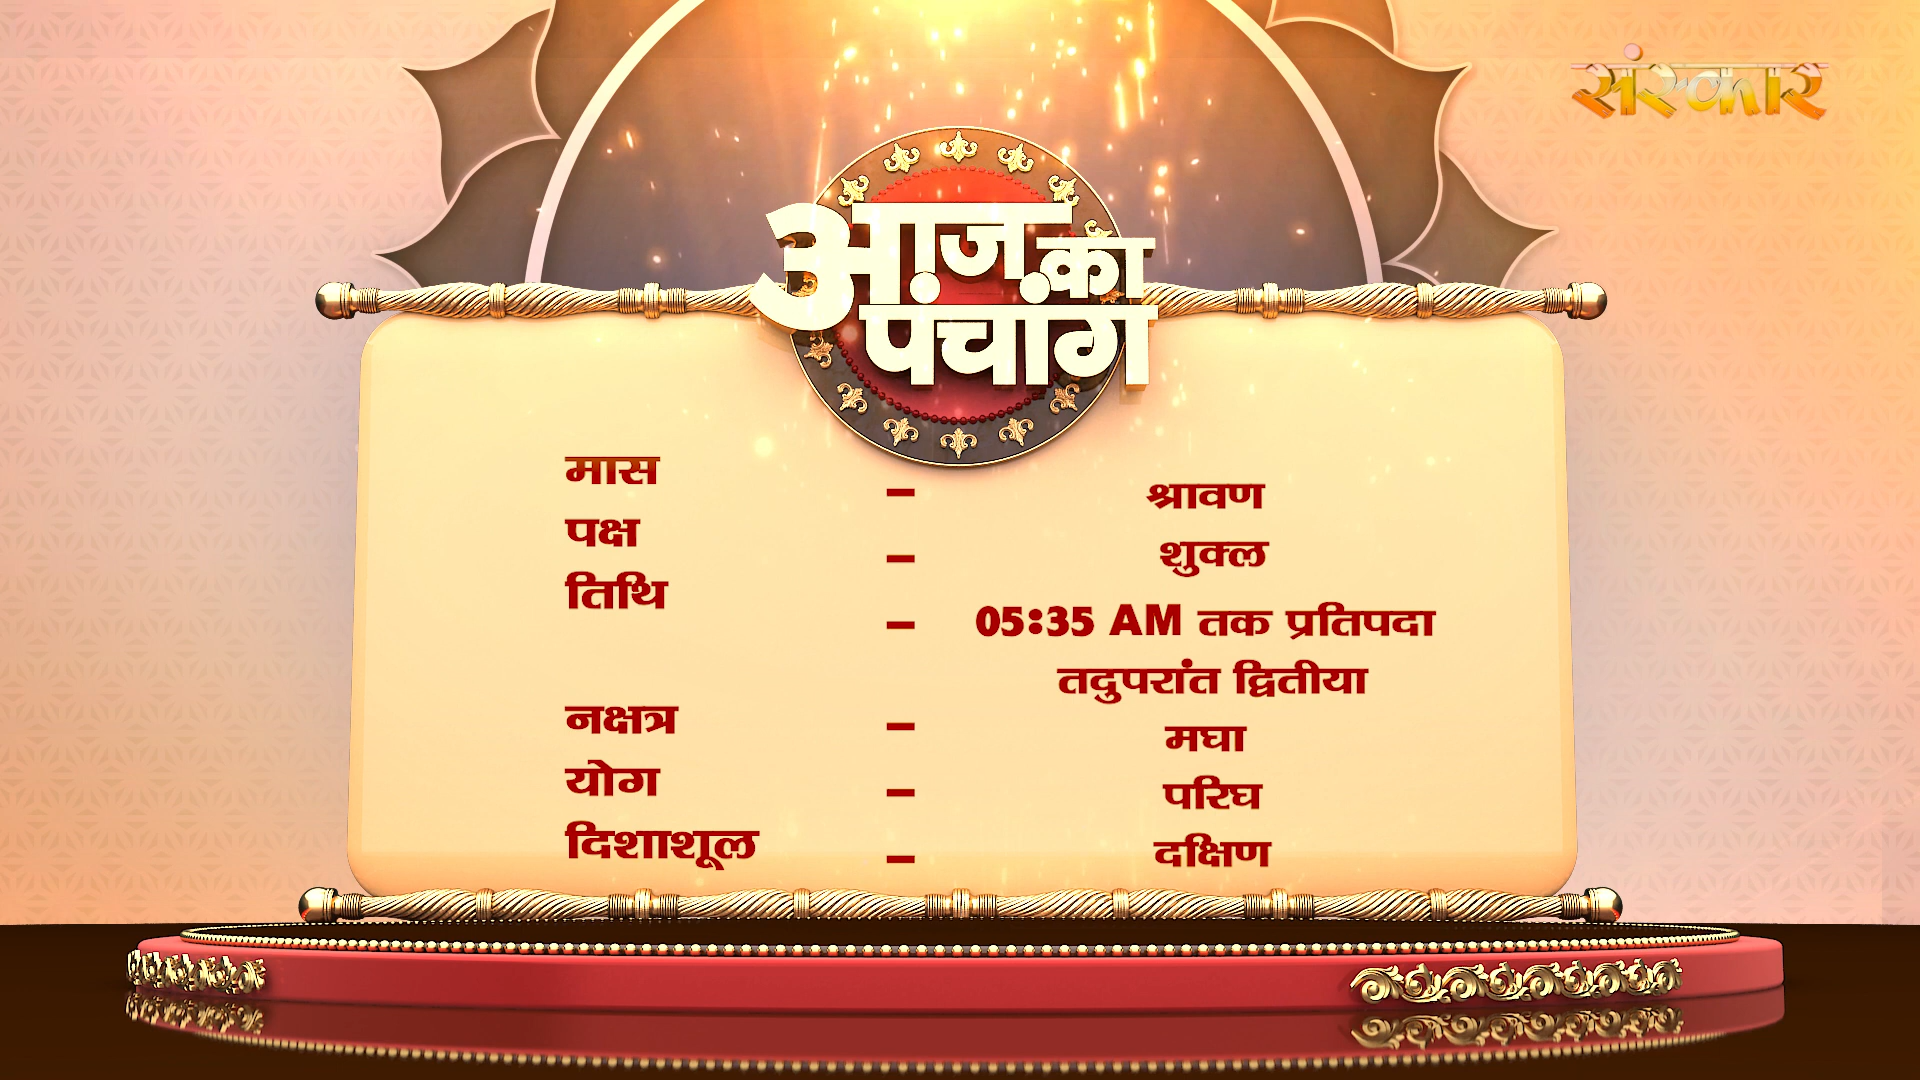 संस्कार
आज का
पंचांग
मास – श्रावण
पक्ष – शुक्ल
तिथि – 05:35 AM तक प्रतिपदा
तदुपरांत द्वितीया
नक्षत्र – मघा
योग – परिघ
दिशाशूल – दक्षिण